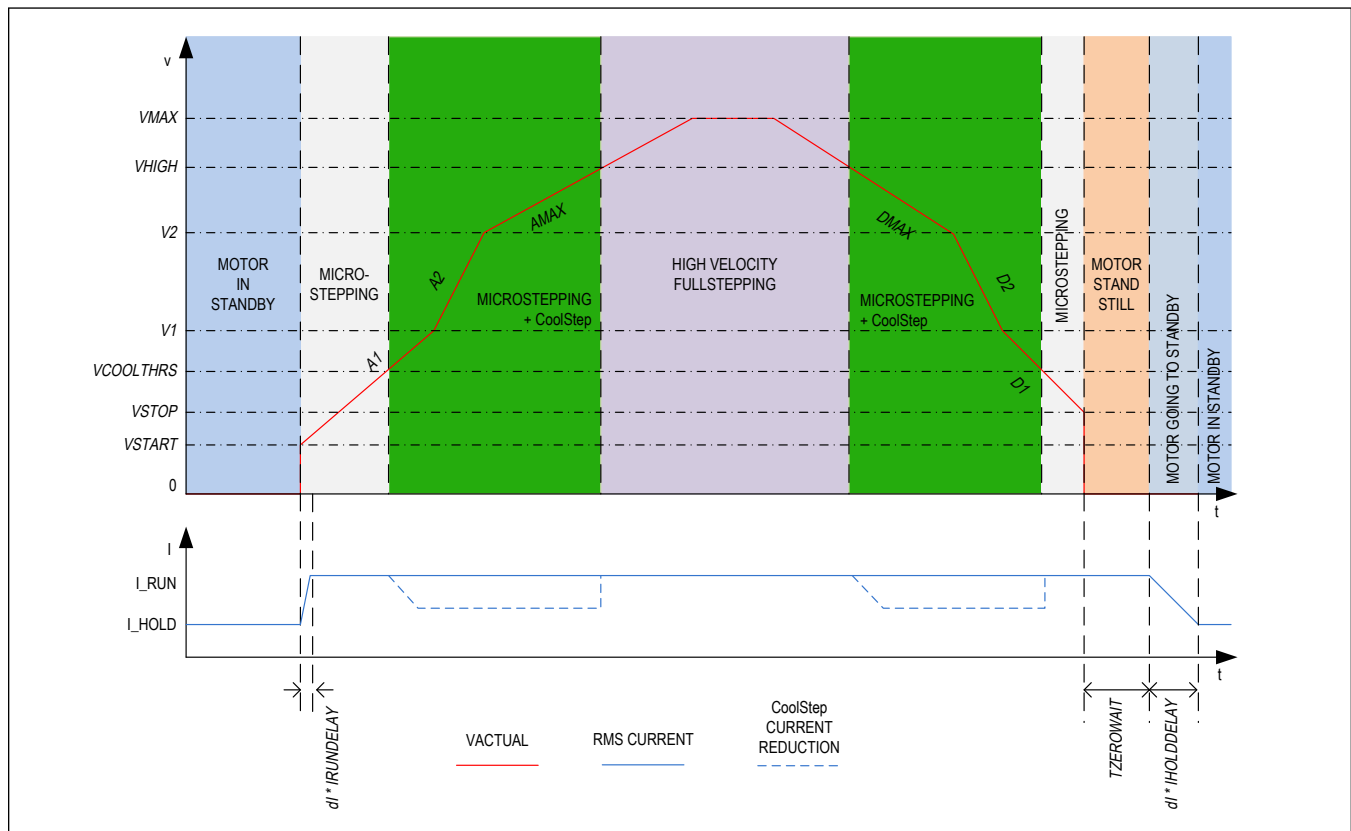 v
VMAX
VHIGH
V2
V1
VCOOLTHRS
VSTOP
VSTART
0
MOTOR
IN
STANDBY
MICRO-
STEPPING
A1
A2
AMAX
MICROSTEPPING
+ CoolStep
HIGH VELOCITY
FULLSTEPPING
DMAX
D2
MICROSTEPPING
+ CoolStep
D1
MICROSTEPPING
MOTOR
STAND
STILL
MOTOR GOING TO STANDBY
MOTOR IN STANDBY
t
I
I_RUN
I_HOLD
t
dI * IRUNDELAY
TZEROWAIT
dI * IHOLDDELAY
VACTUAL
RMS CURRENT
CoolStep
CURRENT
REDUCTION